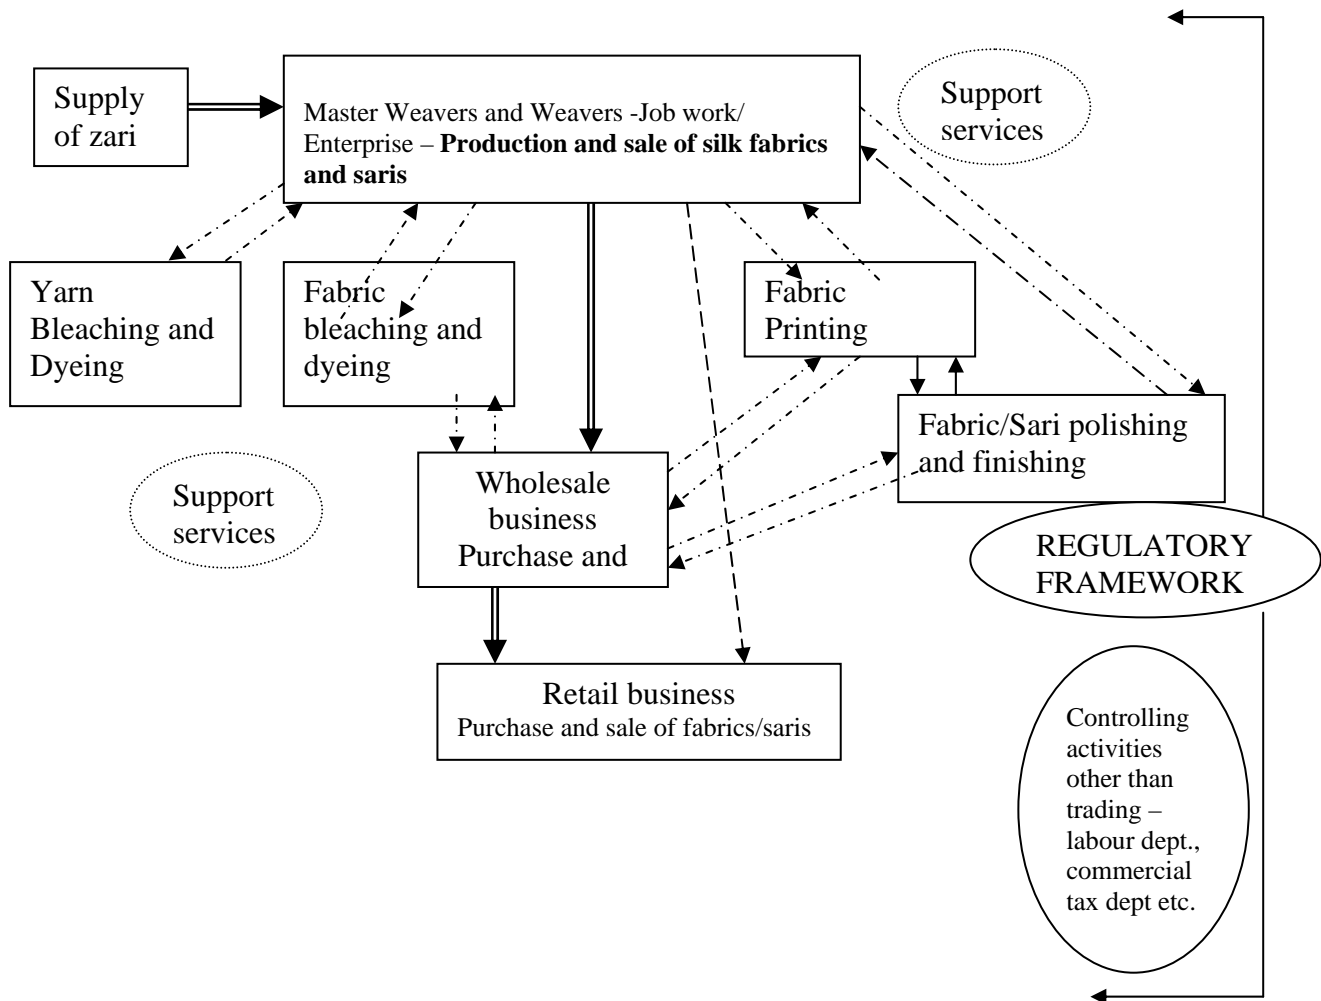 Supply
of zari
Master Weavers and Weavers -Job work/
Enterprise – Production and sale of silk fabrics
and saris
Support
services
Yarn
Bleaching and
Dyeing
Fabric
bleaching and
dyeing
Fabric
Printing
Fabric/Sari polishing
and finishing
Support
services
Wholesale
business
Purchase and
REGULATORY
FRAMEWORK
Retail business
Purchase and sale of fabrics/saris
Controlling
activities
other than
trading –
labour dept.,
commercial
tax dept etc.